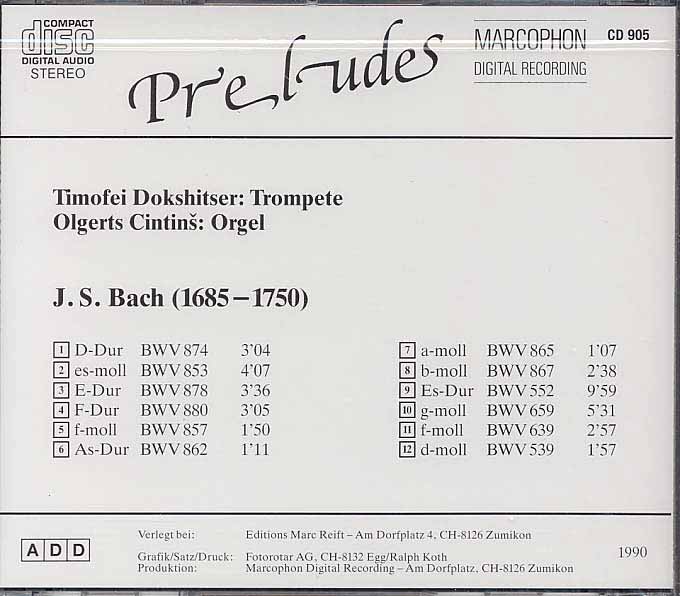 COMPACT
disc
DIGITAL AUDIO
STEREO
Preludes
MARCOPHON
DIGITAL RECORDING
CD 905
Timofei Dokshitser: Trompete
Olgerts Cintinš: Orgel
J. S. Bach (1685–1750)
1 D-Dur BWV 874 3'04
2 es-moll BWV 853 4'07
3 E-Dur BWV 878 3'36
4 F-Dur BWV 880 3'05
5 f-moll BWV 857 1'50
6 As-Dur BWV 862 1'11
7 a-moll BWV 865 1'07
8 b-moll BWV 867 2'38
9 Es-Dur BWV 552 9'59
10 g-moll BWV 659 5'31
11 f-moll BWV 639 2'57
12 d-moll BWV 539 1'57
A D D
Verlegt bei: Editions Marc Reift – Am Dorfplatz 4, CH-8126 Zumikon
Grafik/Satz/Druck: Fotorotar AG, CH-8132 Egg/Ralph Koth
Produktion: Marcophon Digital Recording – Am Dorfplatz, CH-8126 Zumikon
1990